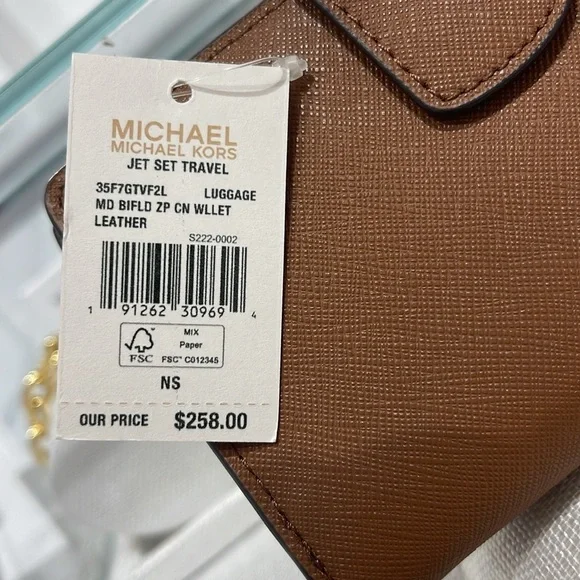 MICHAEL
MICHAEL KORS
JET SET TRAVEL
35F7GTVF2L LUGGAGE
MD BIFLD ZP CN WLLET
LEATHER
S222-0002
1 91262 30969 4
FSC
MIX
Paper
FSC™ C012345
NS
OUR PRICE $258.00